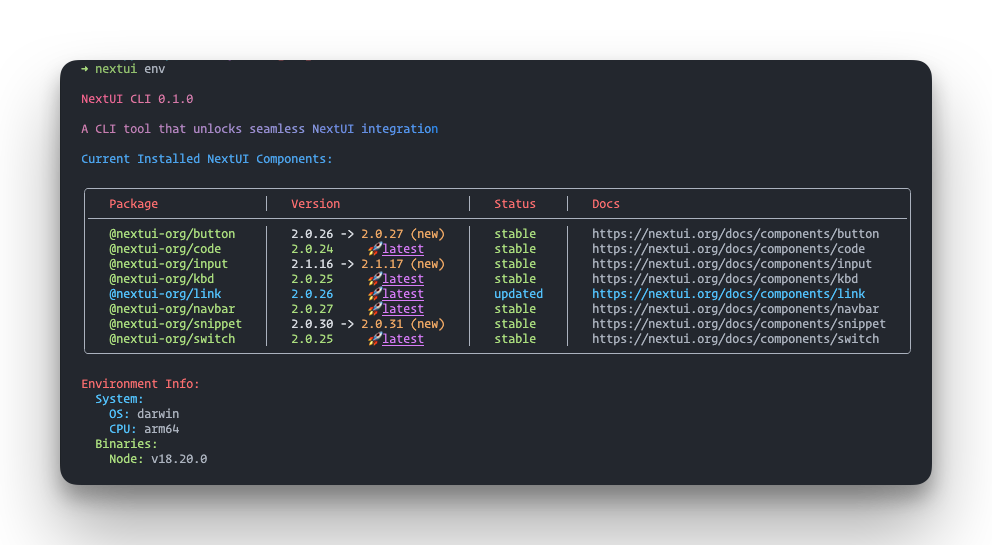 → nextui env
NextUI CLI 0.1.0
A CLI tool that unlocks seamless NextUI integration
Current Installed NextUI Components:
Package Version Status Docs
@nextui-org/button 2.0.26 -> 2.0.27 (new) stable https://nextui.org/docs/components/button
@nextui-org/code 2.0.24 🚀latest stable https://nextui.org/docs/components/code
@nextui-org/input 2.1.16 -> 2.1.17 (new) stable https://nextui.org/docs/components/input
@nextui-org/kbd 2.0.25 🚀latest stable https://nextui.org/docs/components/kbd
@nextui-org/link 2.0.26 🚀latest updated https://nextui.org/docs/components/link
@nextui-org/navbar 2.0.27 🚀latest stable https://nextui.org/docs/components/navbar
@nextui-org/snippet 2.0.30 -> 2.0.31 (new) stable https://nextui.org/docs/components/snippet
@nextui-org/switch 2.0.25 🚀latest stable https://nextui.org/docs/components/switch
Environment Info:
System:
OS: darwin
CPU: arm64
Binaries:
Node: v18.20.0